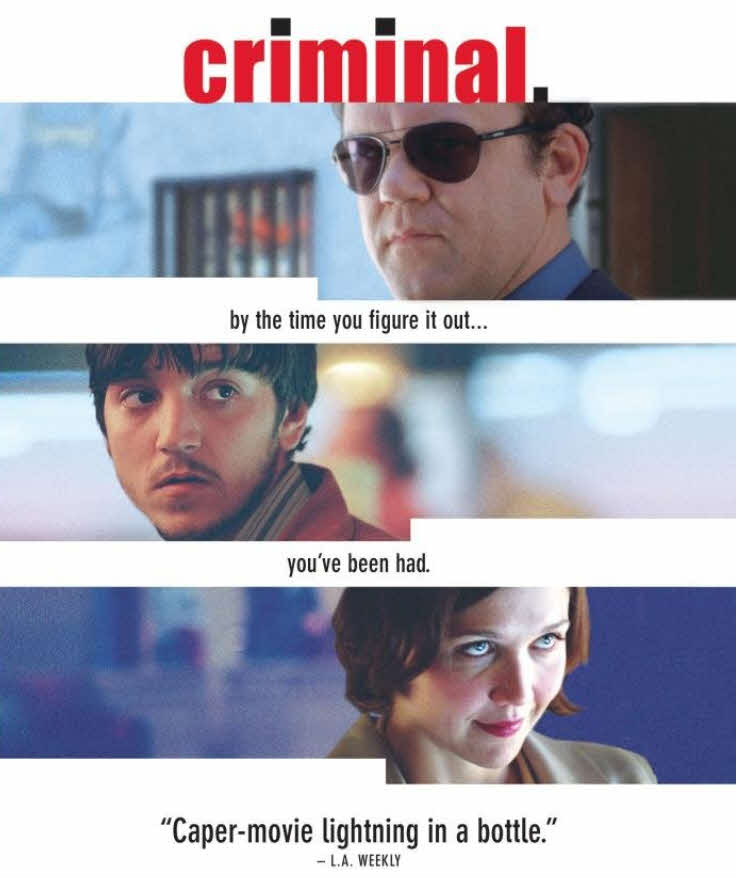 criminal.
by the time you figure it out...
you've been had.
“Caper-movie lightning in a bottle.”
– L.A. WEEKLY